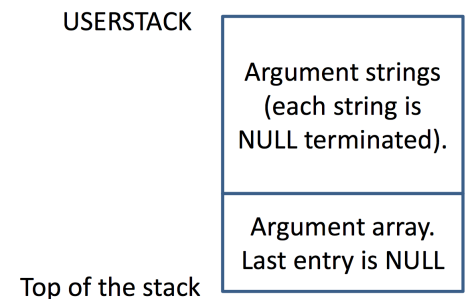 USERSTACK
Argument strings
(each string is
NULL terminated).
Argument array.
Last entry is NULL
Top of the stack